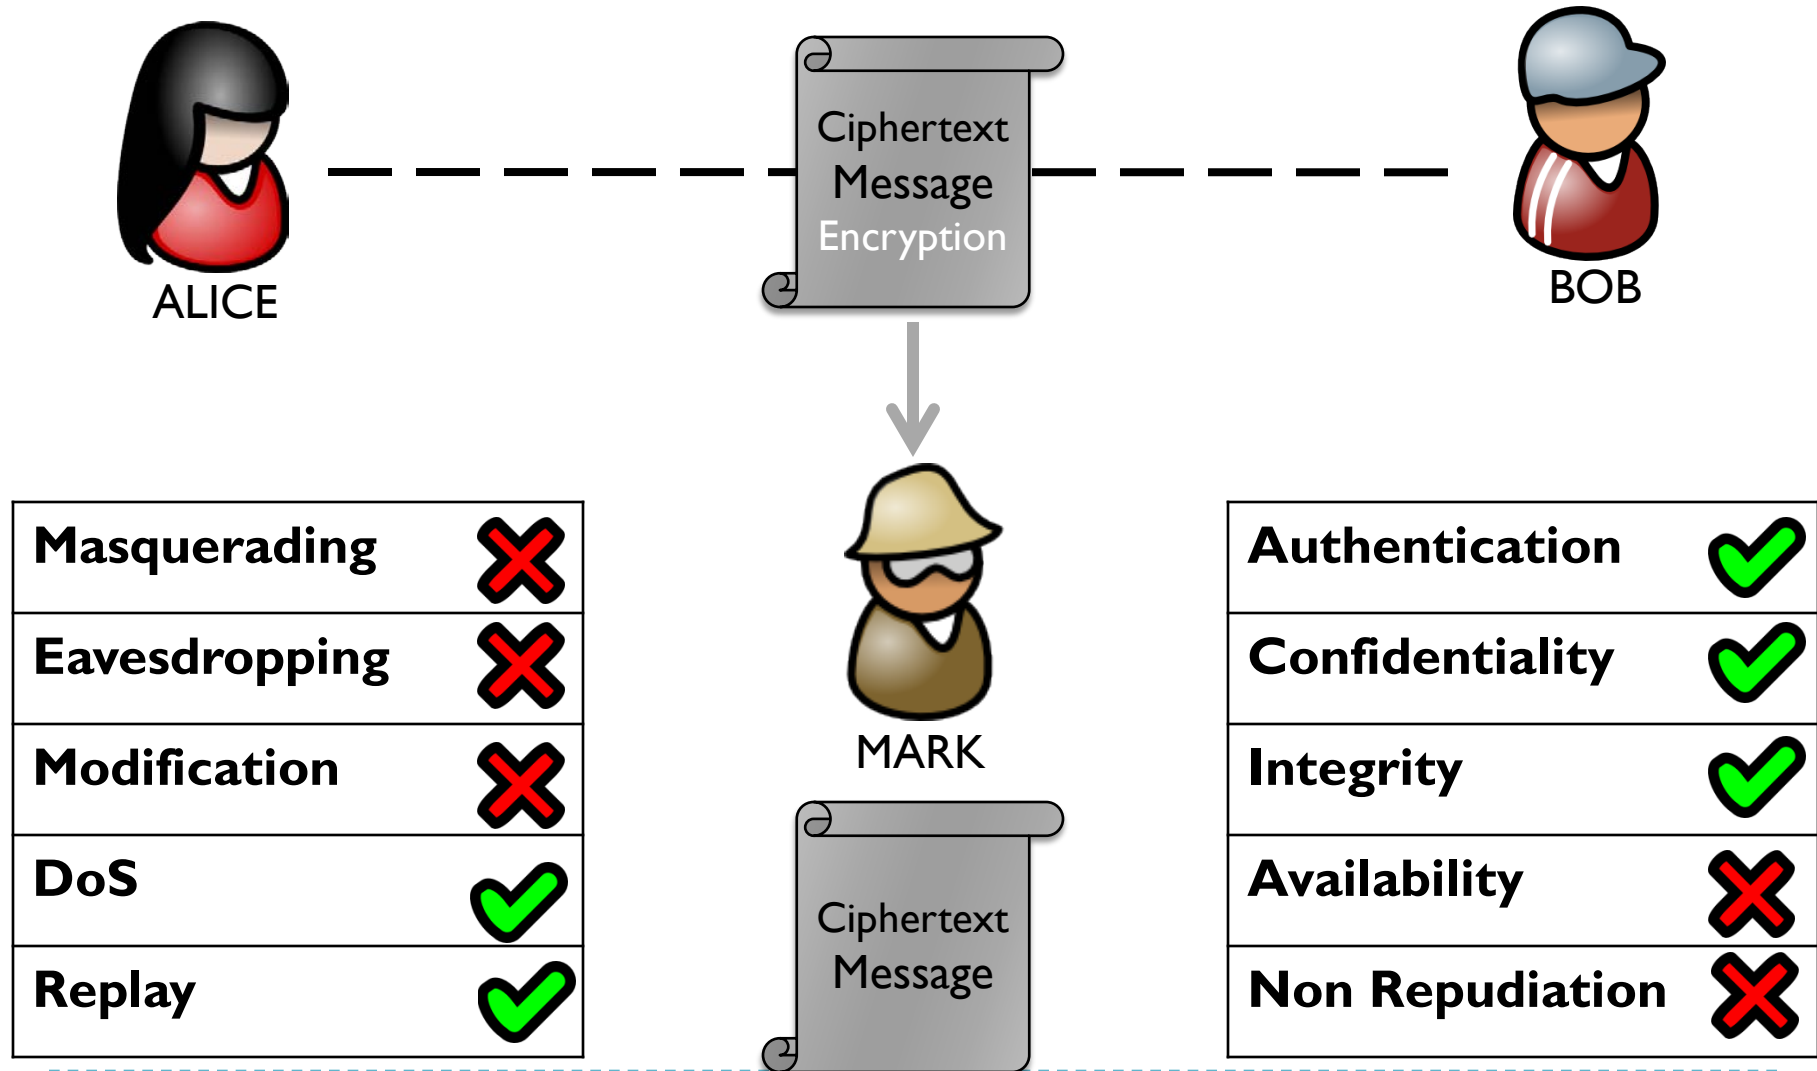 Ciphertext
Message
Encryption
ALICE
BOB
MARK
Masquerading
Eavesdropping
Modification
DoS
Replay
Ciphertext
Message
Authentication
Confidentiality
Integrity
Availability
Non Repudiation